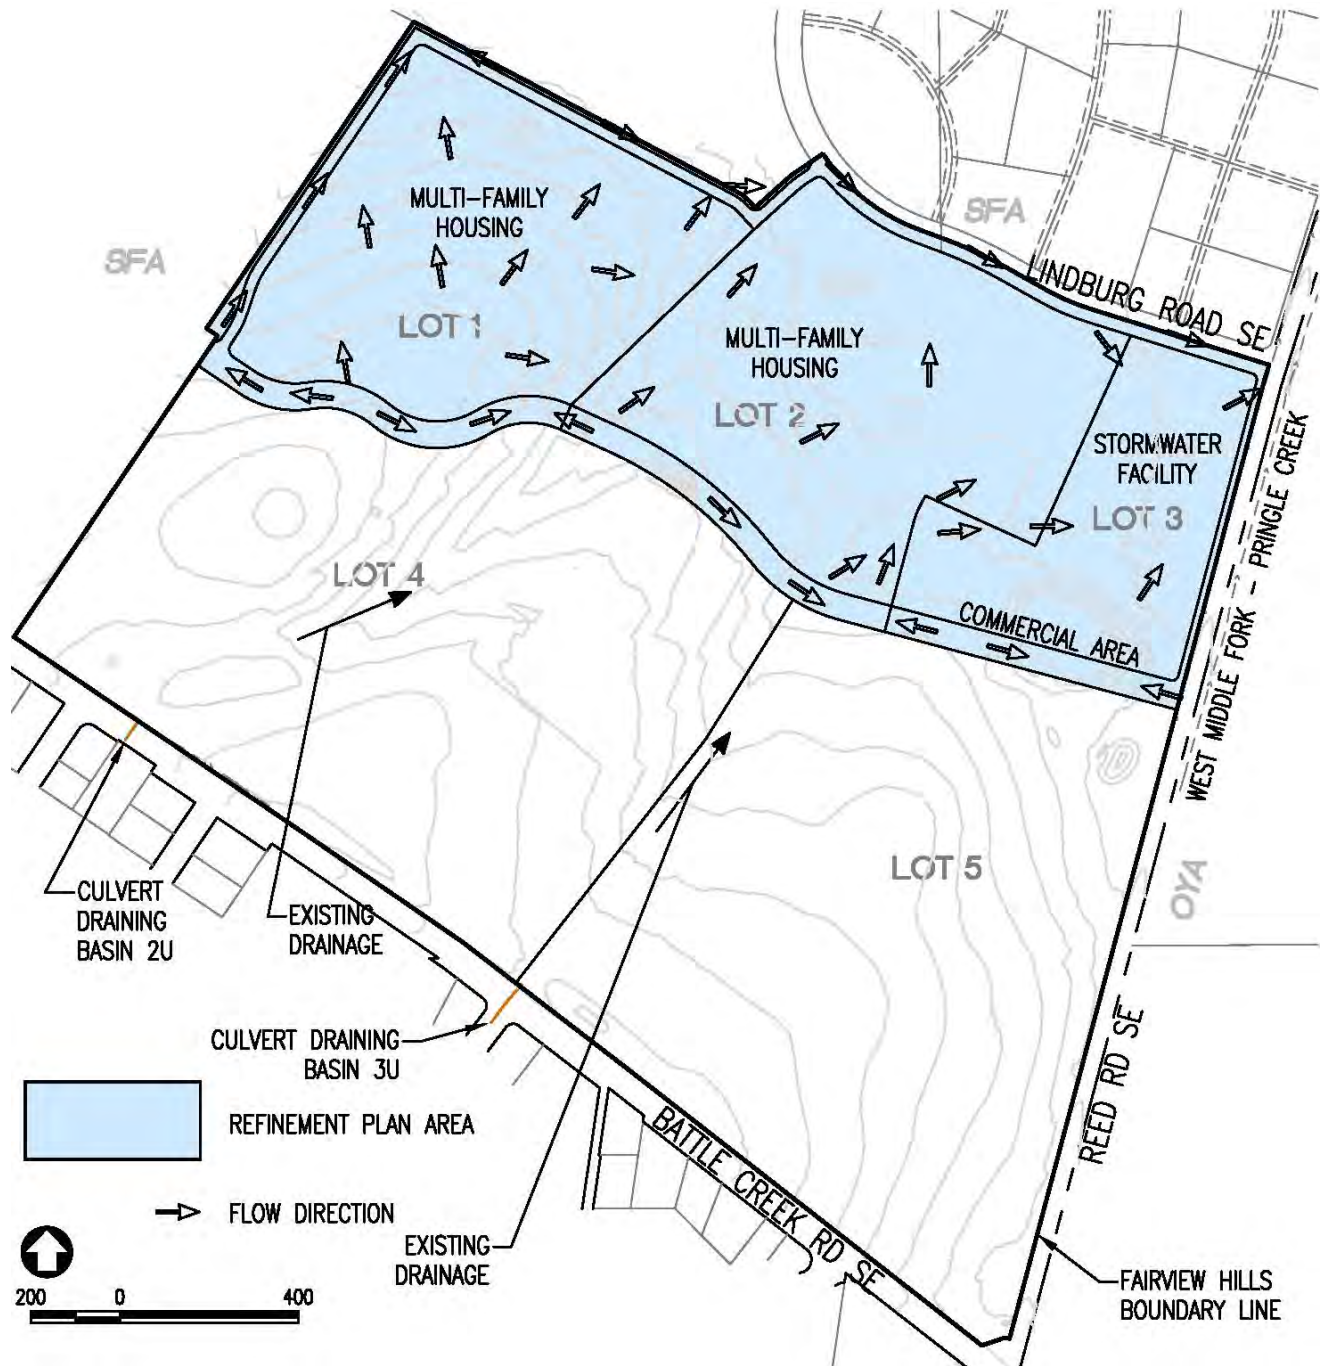 MULTI-FAMILY
HOUSING
SFA
SFA
LINDBURG ROAD SE
LOT 1
MULTI-FAMILY
HOUSING
LOT 2
STORMWATER
FACILITY
LOT 3
WEST MIDDLE FORK - PRINGLE CREEK
LOT 4
COMMERCIAL AREA
LOT 5
OYA
CULVERT
DRAINING
BASIN 2U
EXISTING
DRAINAGE
CULVERT DRAINING
BASIN 3U
REED RD SE
BATTLE CREEK RD SE
REFINEMENT PLAN AREA
FLOW DIRECTION
EXISTING
DRAINAGE
FAIRVIEW HILLS
BOUNDARY LINE
200 0 400